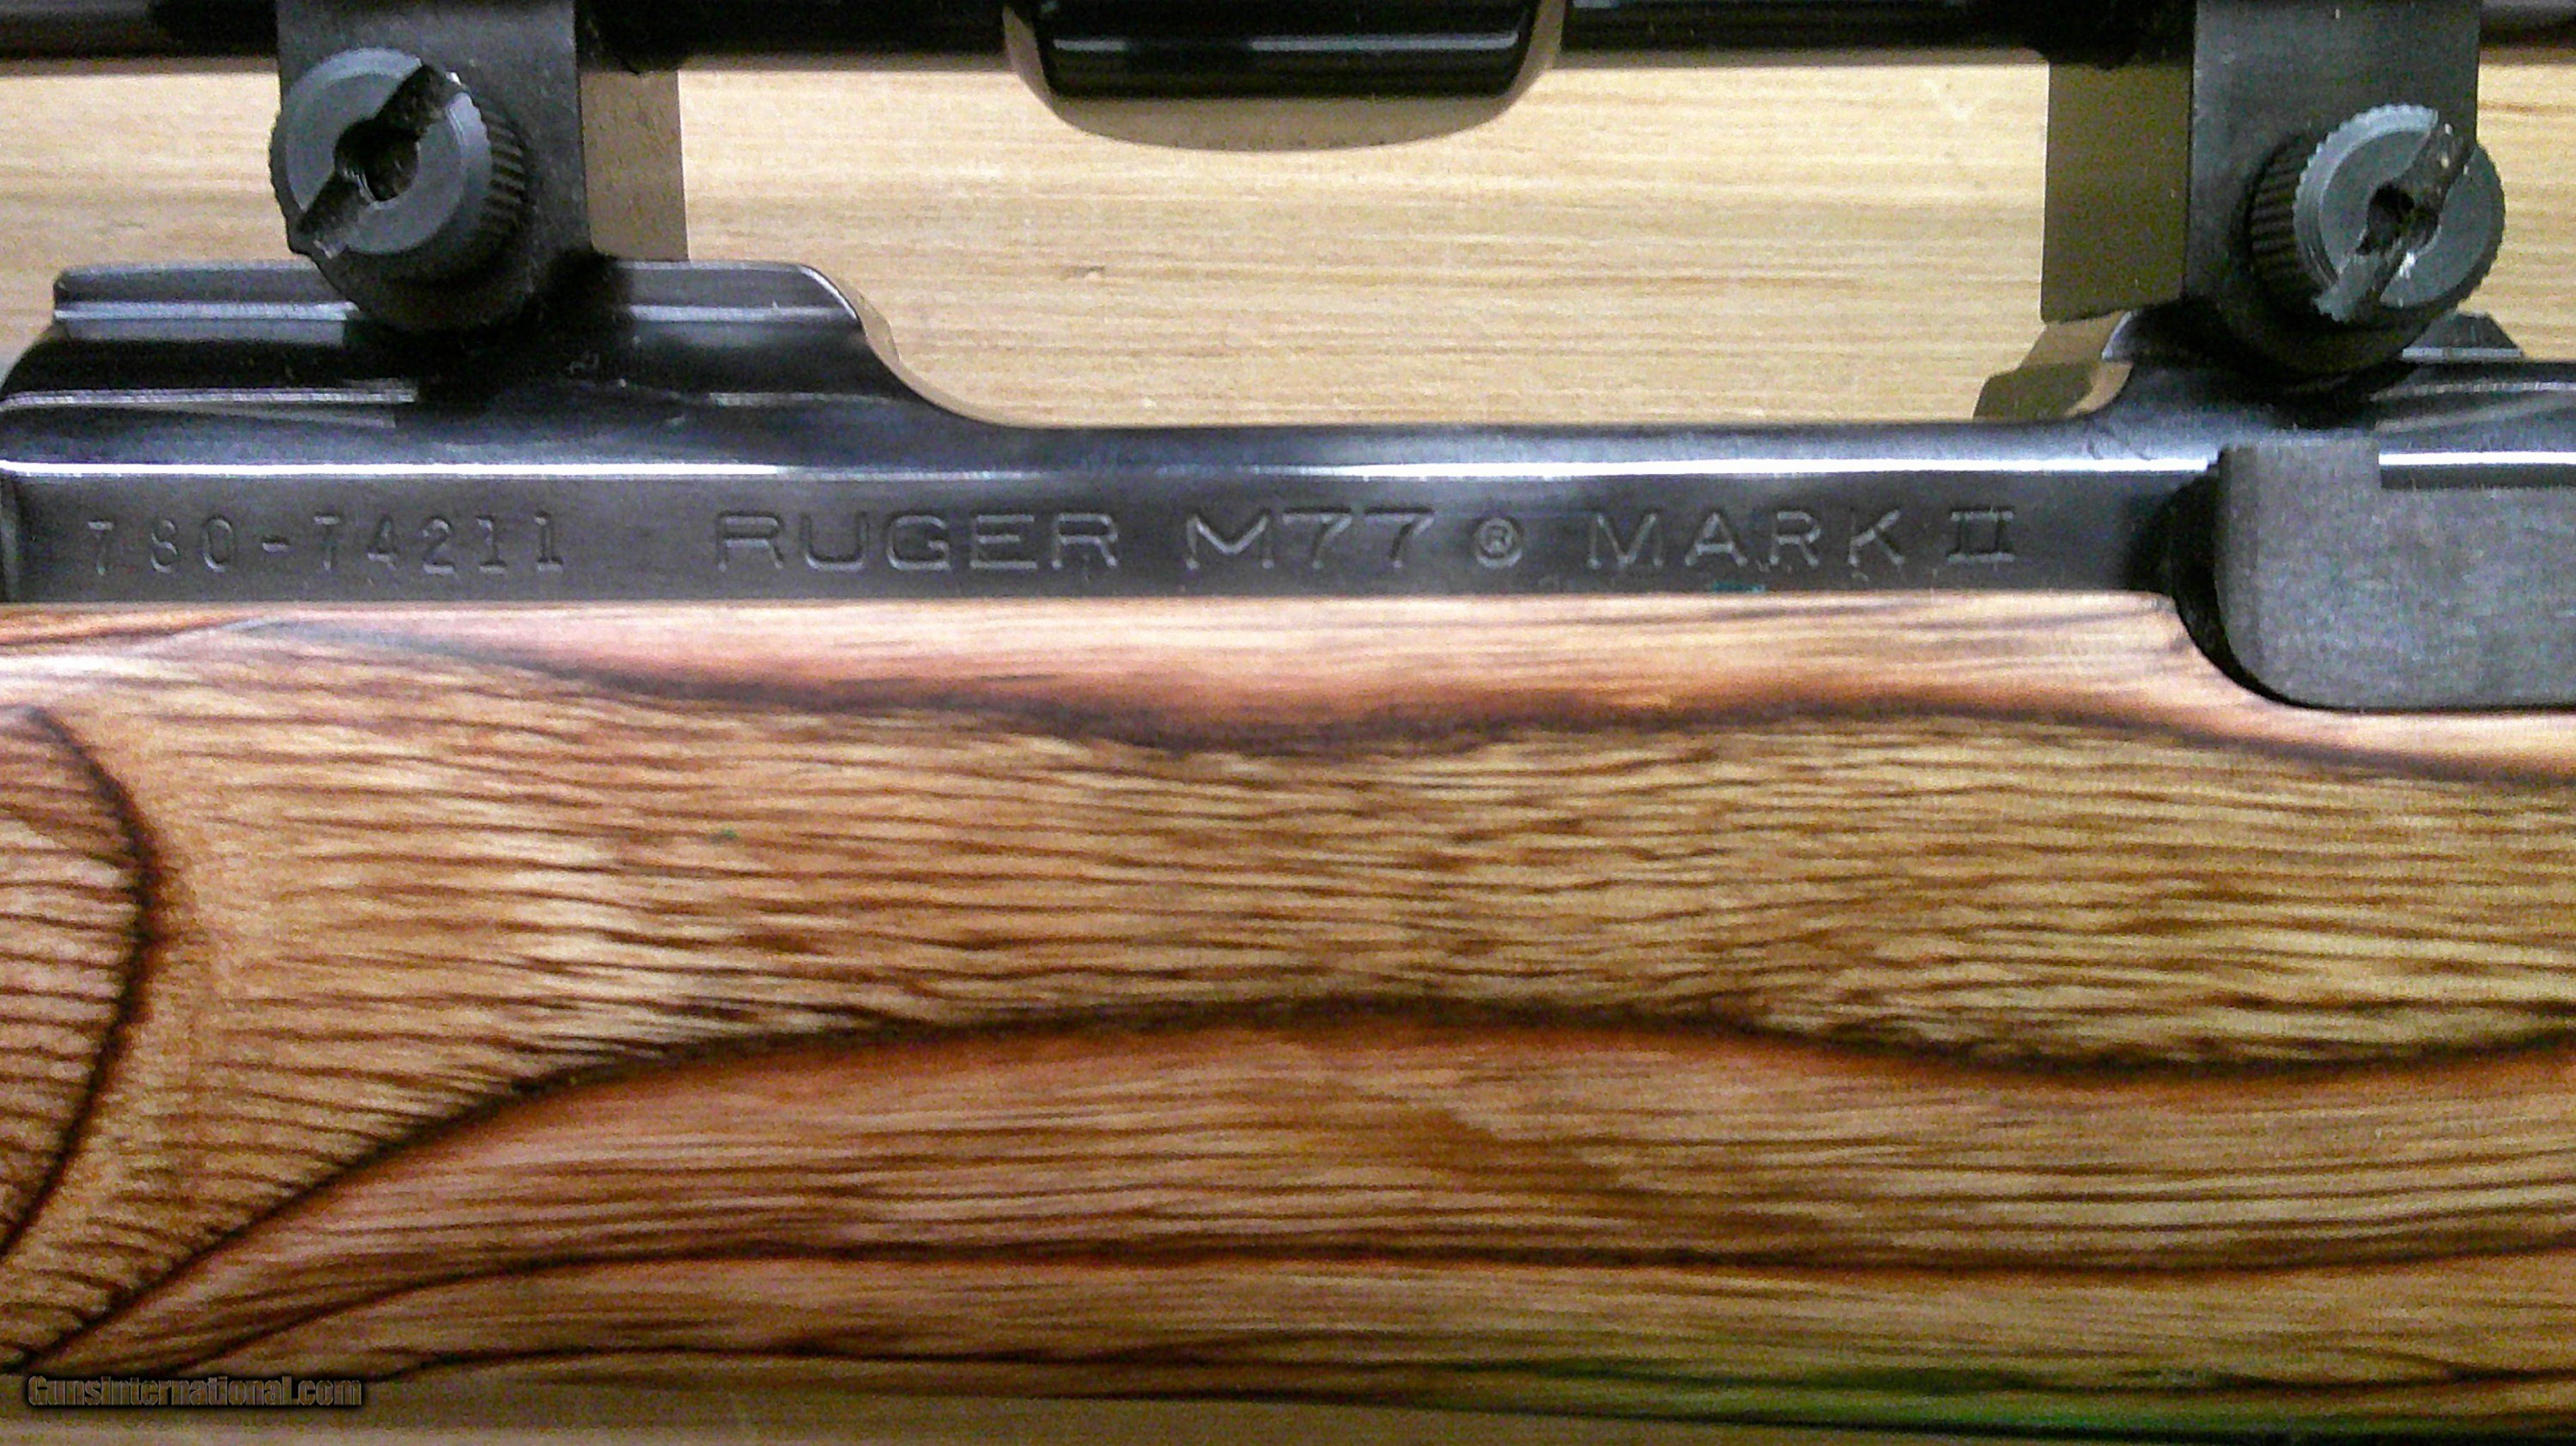 780-74211 RUGER M77 ® MARK II
GunsInternational.com